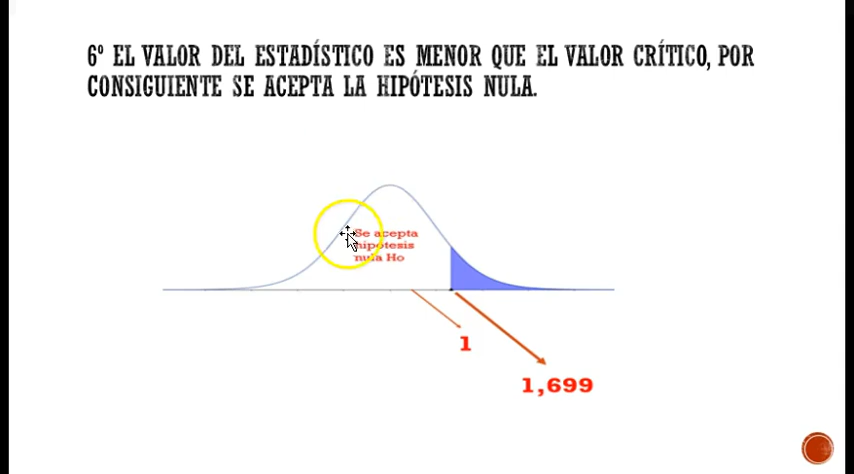 6º EL VALOR DEL ESTADÍSTICO ES MENOR QUE EL VALOR CRÍTICO, POR
CONSIGUIENTE SE ACEPTA LA HIPÓTESIS NULA.
Se acepta
hipótesis
nula Ho
1
1,699